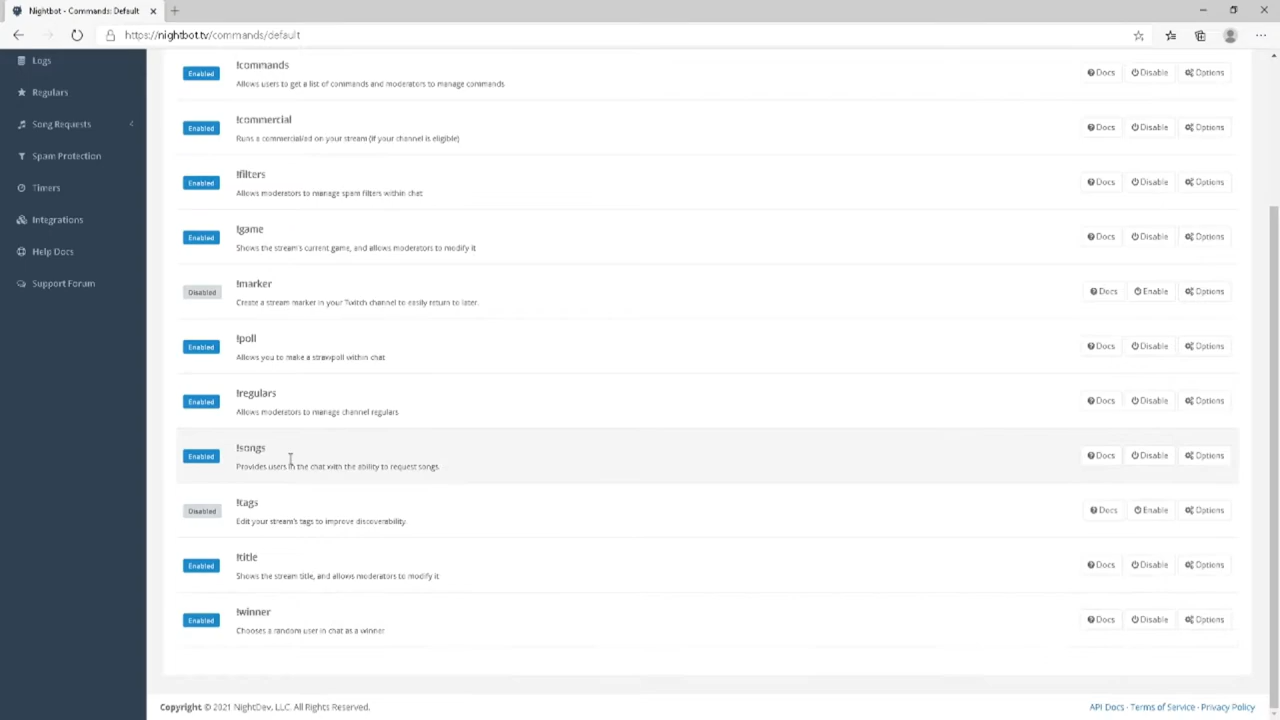 Nightbot - Commands: Default
https://nightbot.tv/commands/default
Logs
Regulars
Song Requests
Spam Protection
Timers
Integrations
Help Docs
Support Forum
Enabled
!commands
Allows users to get a list of commands and moderators to manage commands
Docs
Disable
Options
Enabled
!commercial
Runs a commercial/ad on your stream (if your channel is eligible)
Docs
Disable
Options
Enabled
!filters
Allows moderators to manage spam filters within chat
Docs
Disable
Options
Enabled
!game
Shows the stream's current game, and allows moderators to modify it
Docs
Disable
Options
Disabled
!marker
Create a stream marker in your Twitch channel to easily return to later.
Docs
Enable
Options
Enabled
!poll
Allows you to make a strawpoll within chat
Docs
Disable
Options
Enabled
!regulars
Allows moderators to manage channel regulars
Docs
Disable
Options
Enabled
!songs
Provides users in the chat with the ability to request songs.
Docs
Disable
Options
Disabled
!tags
Edit your stream's tags to improve discoverability
Docs
Enable
Options
Enabled
!title
Shows the stream title, and allows moderators to modify it
Docs
Disable
Options
Enabled
!winner
Chooses a random user in chat as a winner
Docs
Disable
Options
Copyright © 2021 NightDev, LLC. All Rights Reserved.
API Docs · Terms of Service · Privacy Policy